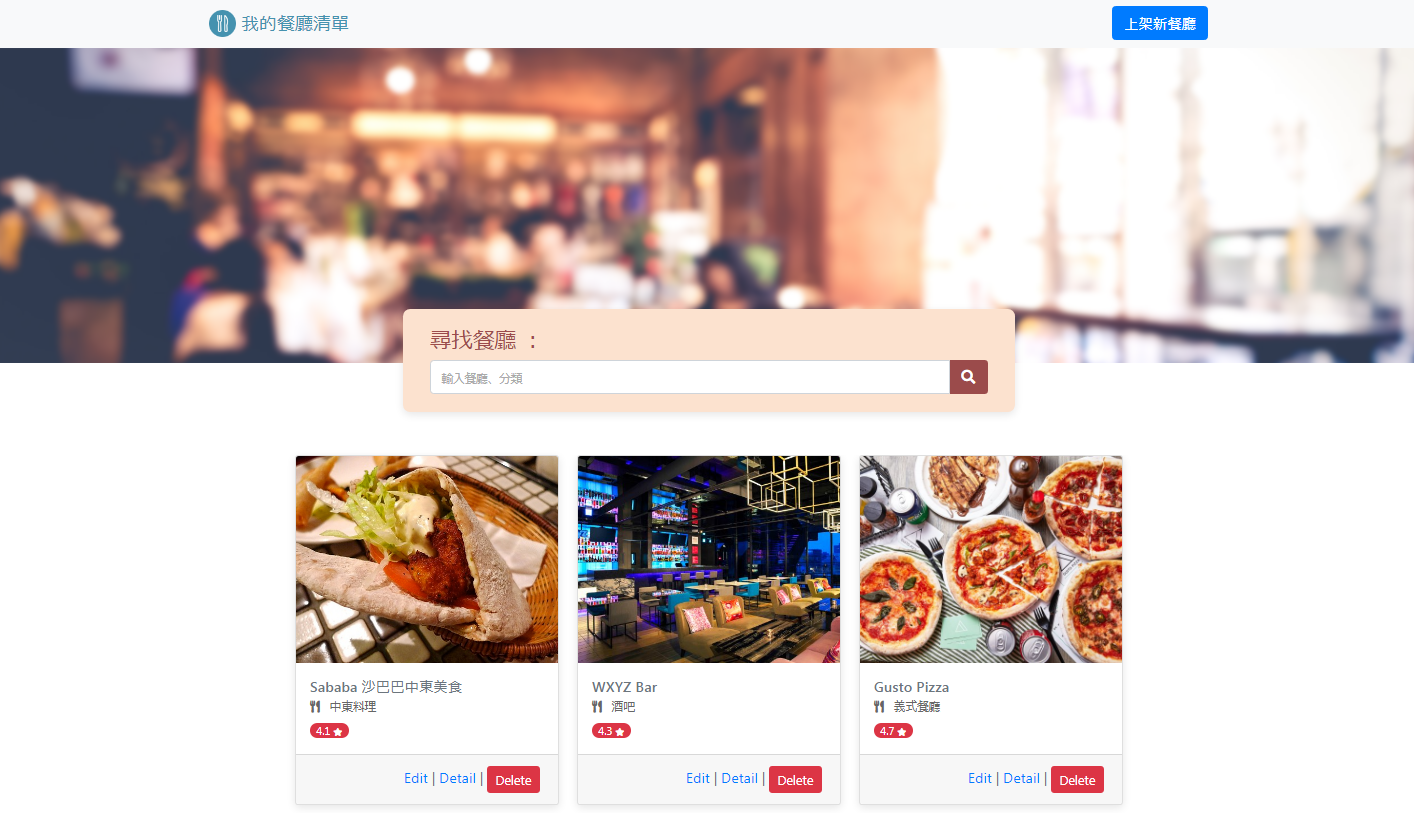 我的餐廳清單
上架新餐廳
尋找餐廳 :
輸入餐廳、分類
Sababa 沙巴巴中東美食
中東料理
4.1
Edit | Detail | Delete
WXYZ Bar
酒吧
4.3
Edit | Detail | Delete
Gusto Pizza
義式餐廳
4.7
Edit | Detail | Delete